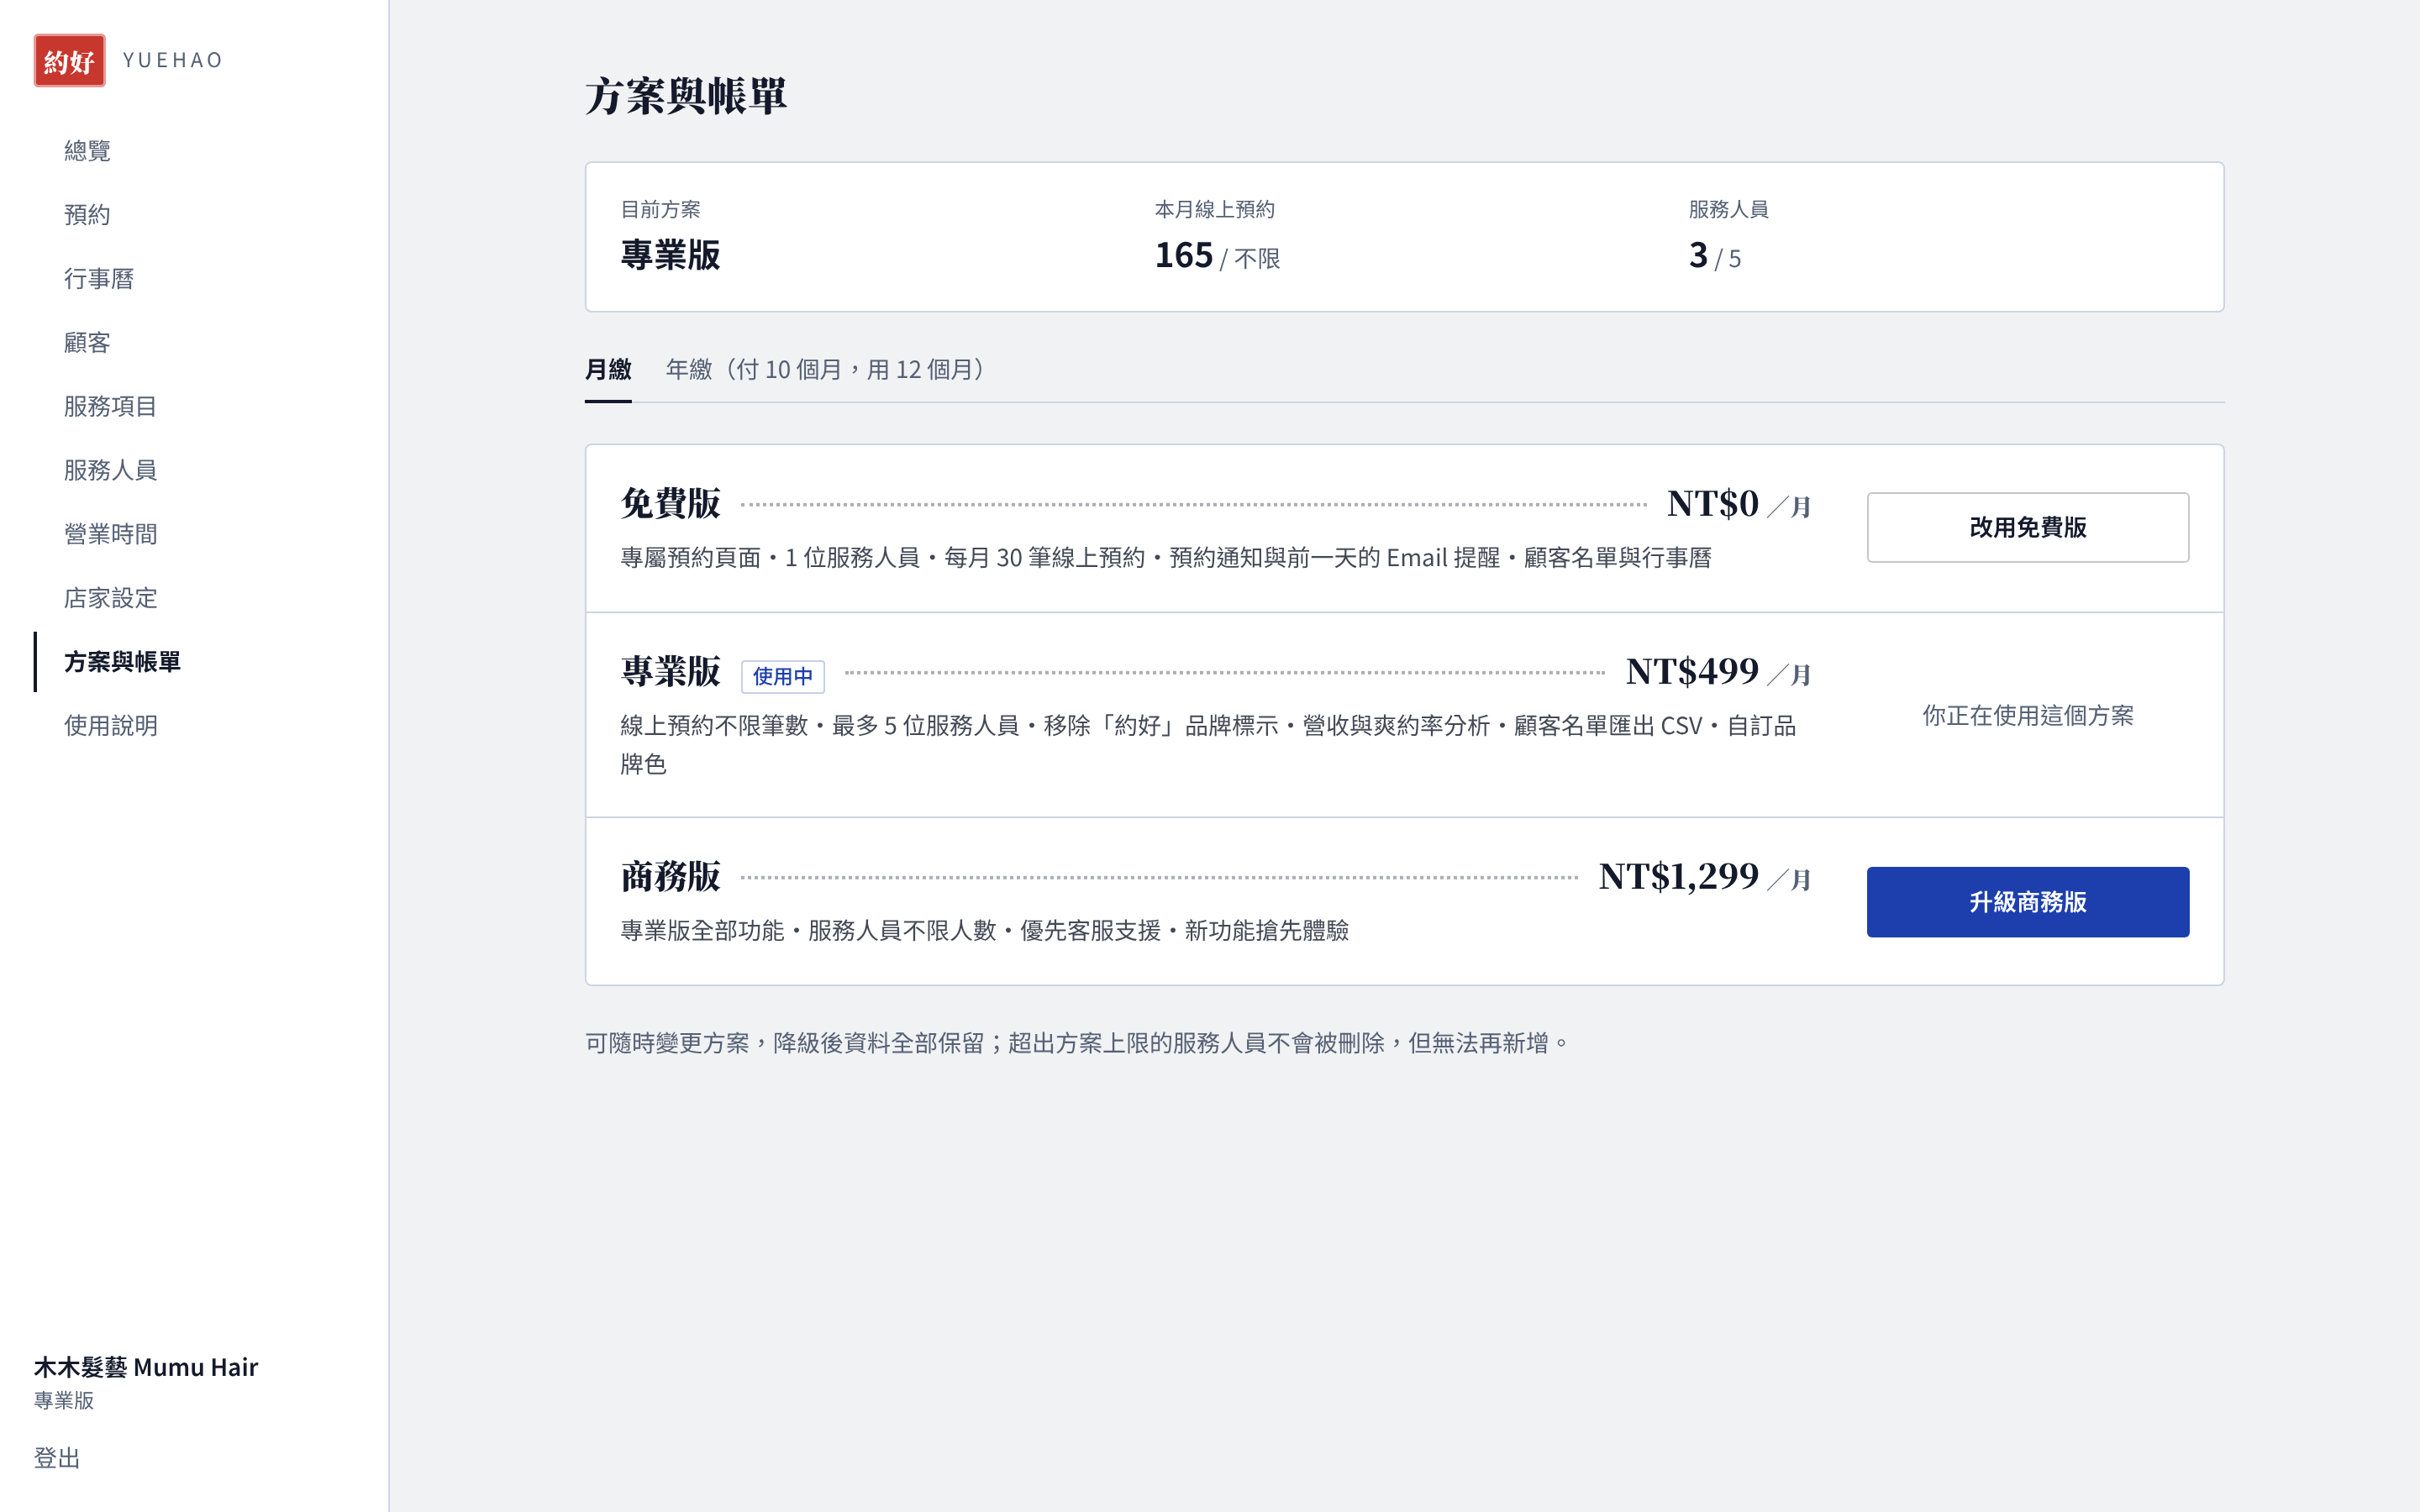 約好 YUEHAO
總覽
預約
行事曆
顧客
服務項目
服務人員
營業時間
店家設定
方案與帳單
使用說明
木木髮藝 Mumu Hair
專業版
登出
方案與帳單
目前方案
專業版
本月線上預約
165 / 不限
服務人員
3 / 5
月繳 年繳（付 10 個月，用 12 個月）
免費版 NT$0 ／月
專屬預約頁面・1 位服務人員・每月 30 筆線上預約・預約通知與前一天的 Email 提醒・顧客名單與行事曆
改用免費版
專業版 使用中 NT$499 ／月
線上預約不限筆數・最多 5 位服務人員・移除「約好」品牌標示・營收與爽約率分析・顧客名單匯出 CSV・自訂品
牌色
你正在使用這個方案
商務版 NT$1,299 ／月
專業版全部功能・服務人員不限人數・優先客服支援・新功能搶先體驗
升級商務版
可隨時變更方案，降級後資料全部保留；超出方案上限的服務人員不會被刪除，但無法再新增。